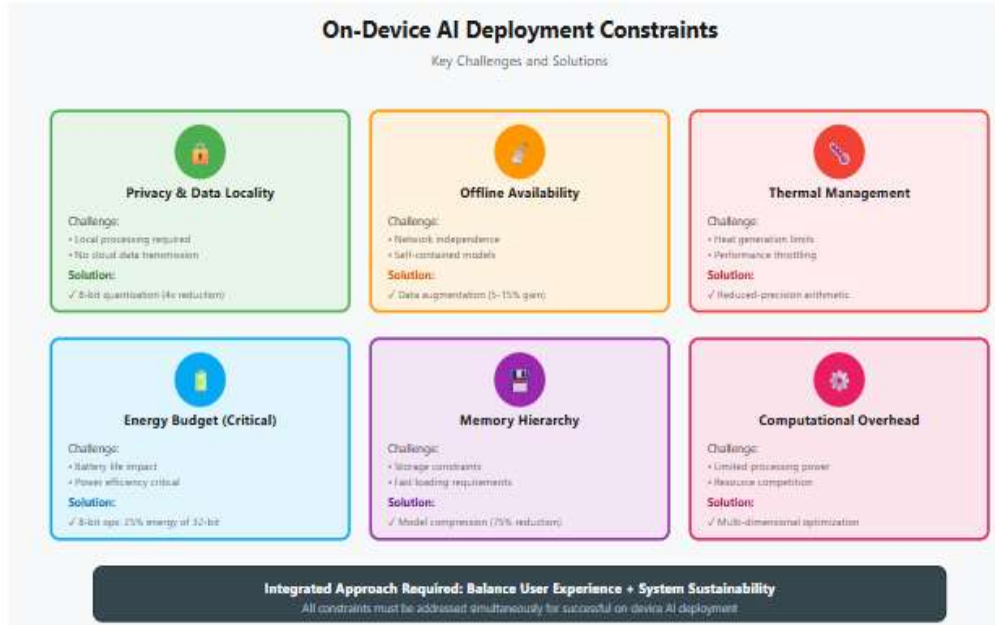 On-Device AI Deployment Constraints
Key Challenges and Solutions
Privacy & Data Locality
Challenge:
• Local processing required
• No cloud data transmission
Solution:
✓ 8-bit quantization (4x reduction)
Offline Availability
Challenge:
• Network independence
• Self-contained models
Solution:
✓ Data augmentation (5-15% gain)
Thermal Management
Challenge:
• Heat generation limits
• Performance throttling
Solution:
✓ Reduced-precision arithmetic
Energy Budget (Critical)
Challenge:
• Battery life impact
• Power efficiency critical
Solution:
✓ 8-bit ops: 25% energy of 32-bit
Memory Hierarchy
Challenge:
• Storage constraints
• Fast loading requirements
Solution:
✓ Model compression (75% reduction)
Computational Overhead
Challenge:
• Limited processing power
• Resource competition
Solution:
✓ Multi-dimensional optimization
Integrated Approach Required: Balance User Experience + System Sustainability
All constraints must be addressed simultaneously for successful on device AI deployment